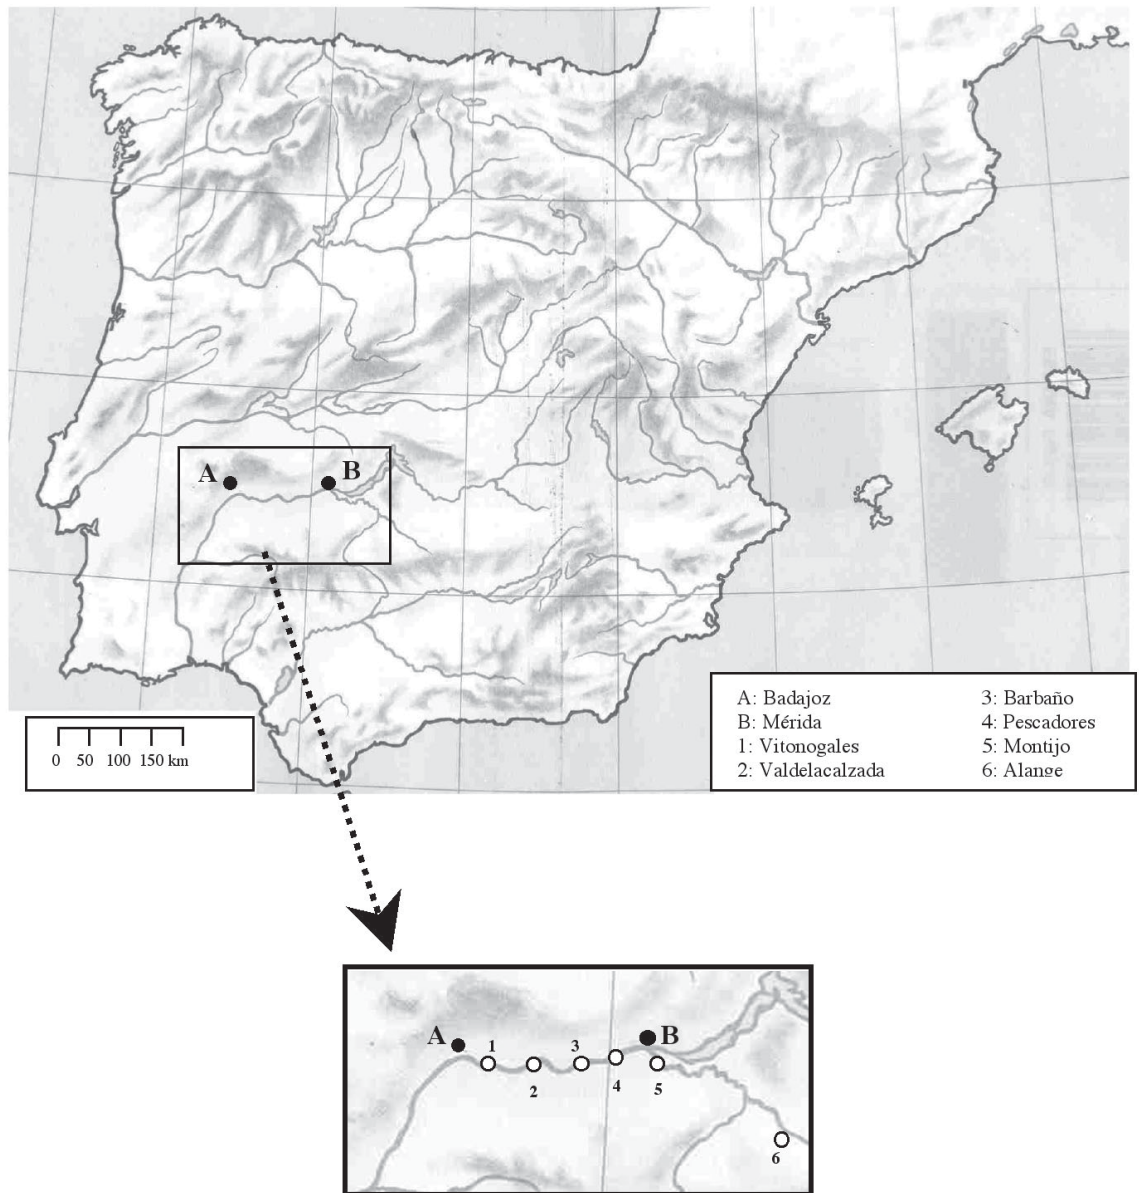 A
B
A: Badajoz
B: Mérida
1: Vitonogales
2: Valdelacalzada
3: Barbaño
4: Pescadores
5: Montijo
6: Alange
0 50 100 150 km
A
B
1
2
3
4
5
6